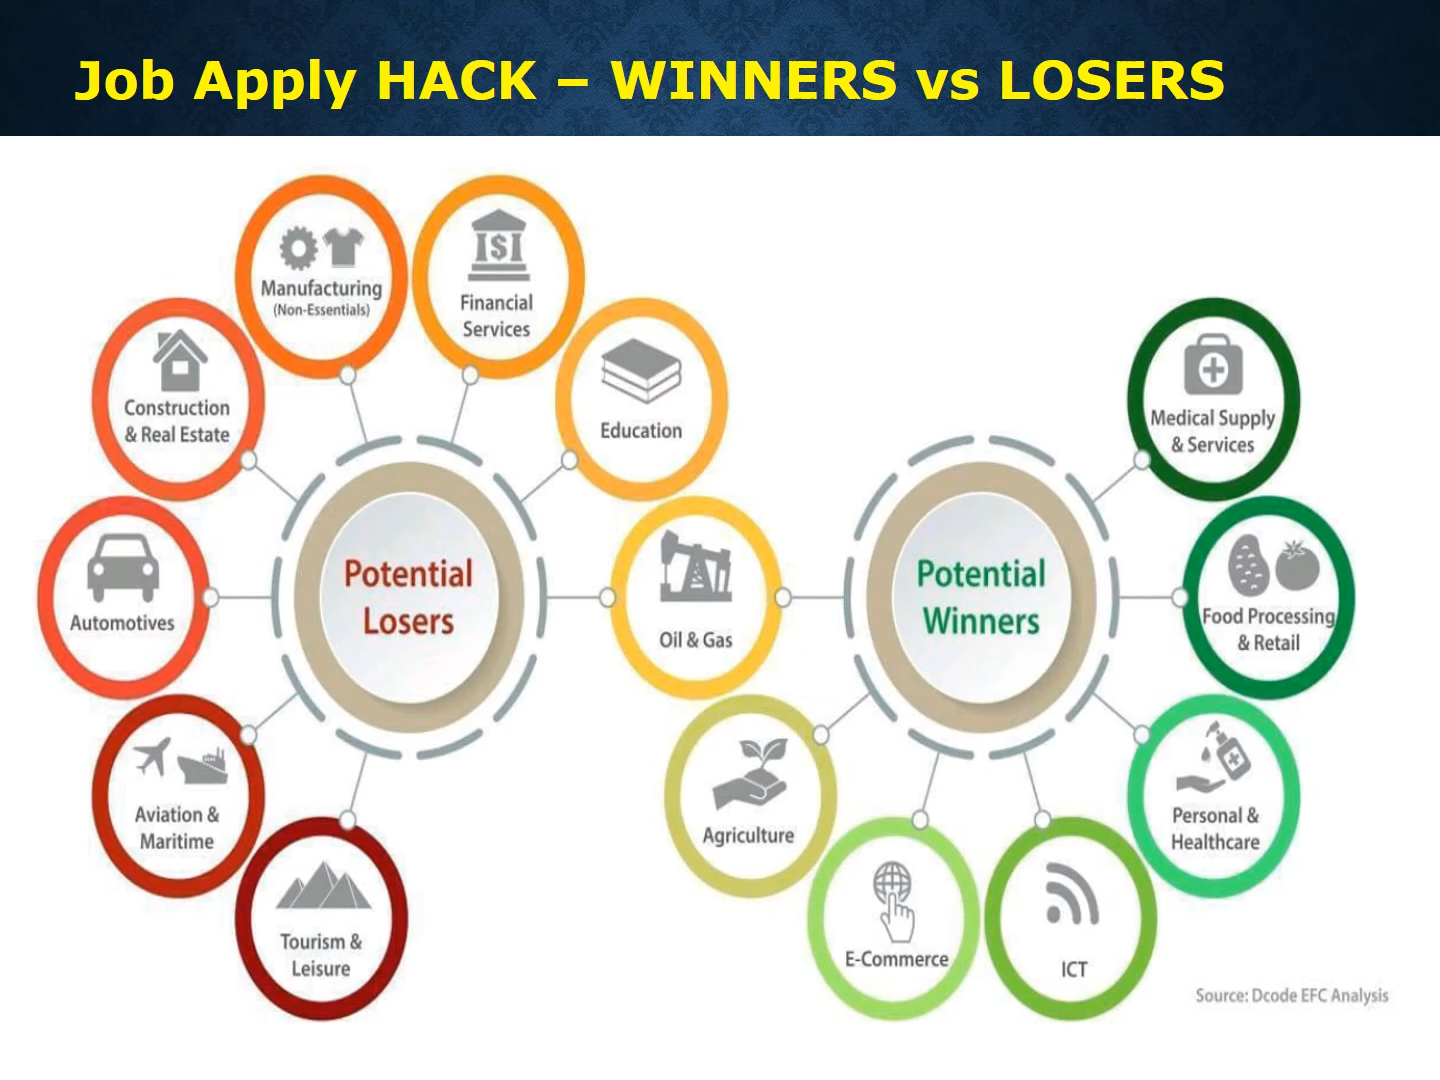 Job Apply HACK – WINNERS vs LOSERS
Manufacturing
(Non-Essentials)
Financial
Services
Construction
& Real Estate
Education
Medical Supply
& Services
Automotives
Potential
Losers
Oil & Gas
Potential
Winners
Food Processing
& Retail
Aviation &
Maritime
Agriculture
Personal &
Healthcare
Tourism &
Leisure
E-Commerce
ICT
Source: Dcode EFC Analysis
$